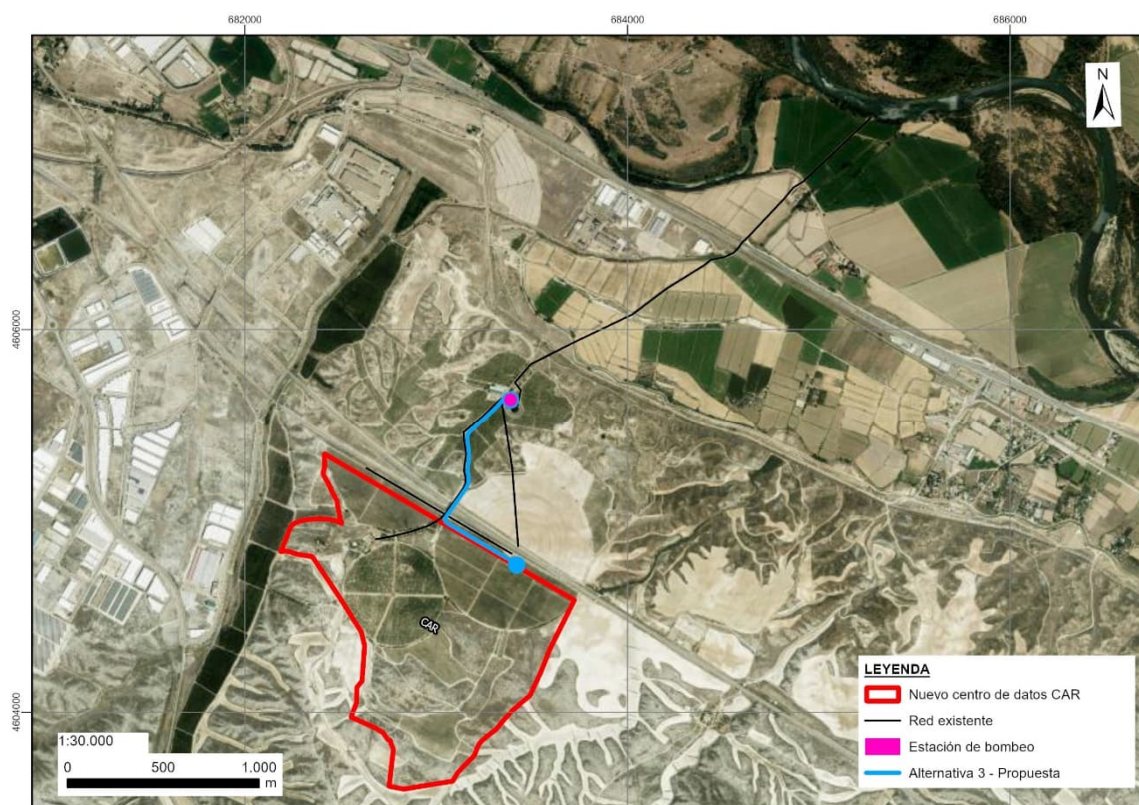 682000
684000
686000
N
4606000
4604000
CAR
1:30.000
0 500 1.000
m
LEYENDA
Nuevo centro de datos CAR
Red existente
Estación de bombeo
Alternativa 3 - Propuesta